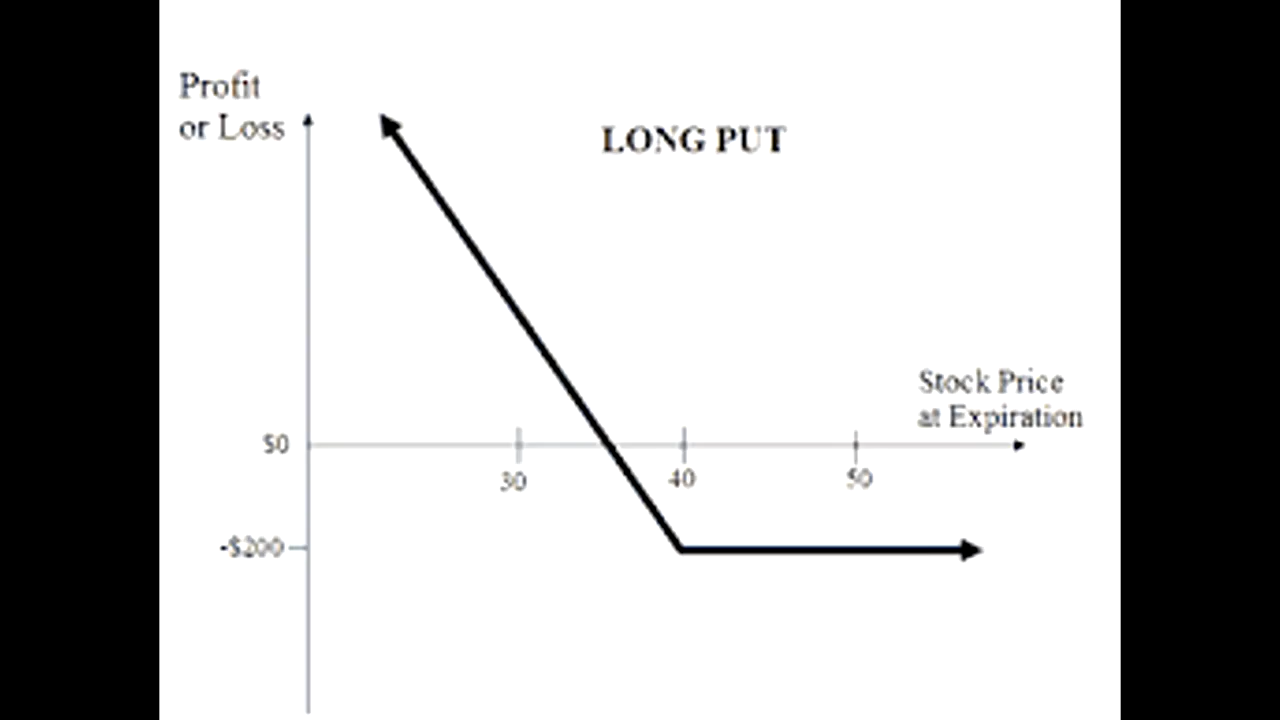 Profit
or Loss
LONG PUT
Stock Price
at Expiration
$0
30
40
50
-$200